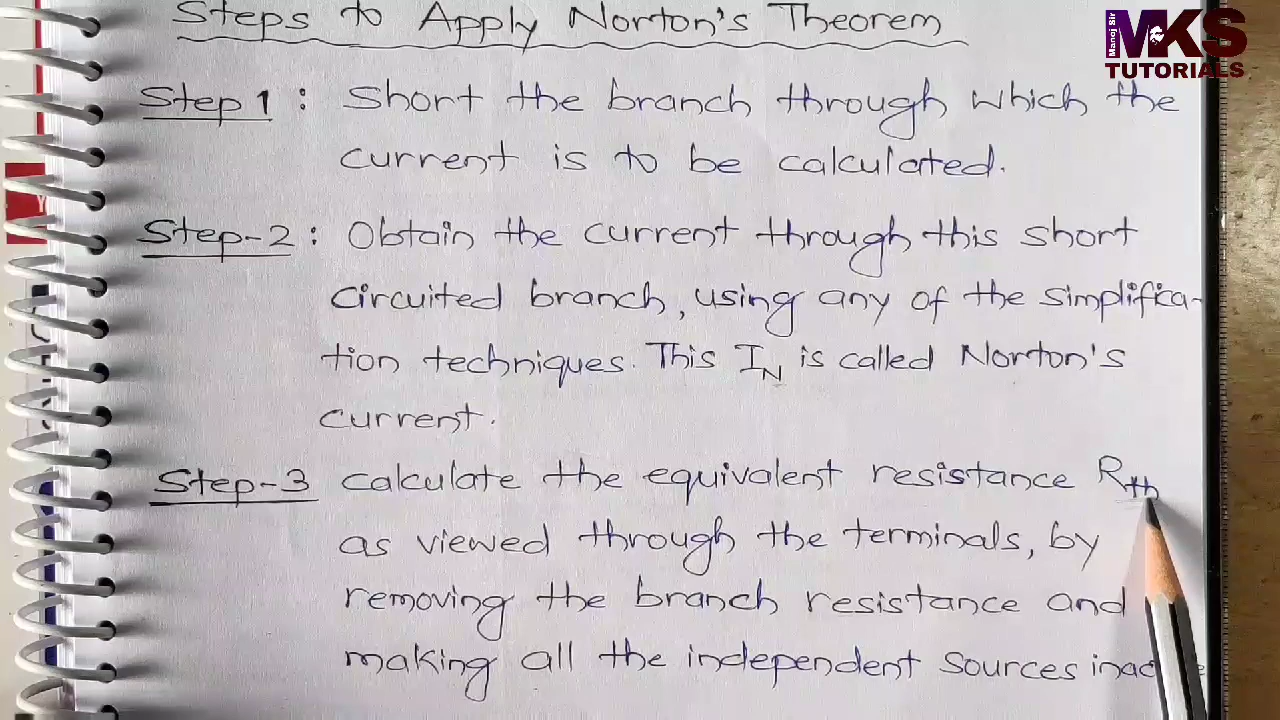 Steps to Apply Norton's Theorem
Manoj Sir
MKS
TUTORIALS
Step 1 : Short the branch through which the
current is to be calculated.
Step-2 : Obtain the current through this short
circuited branch, using any of the simplifica-
tion techniques. This IN is called Norton's
current.
Step-3 calculate the equivalent resistance Rth
as viewed through the terminals, by
removing the branch resistance and
making all the independent sources